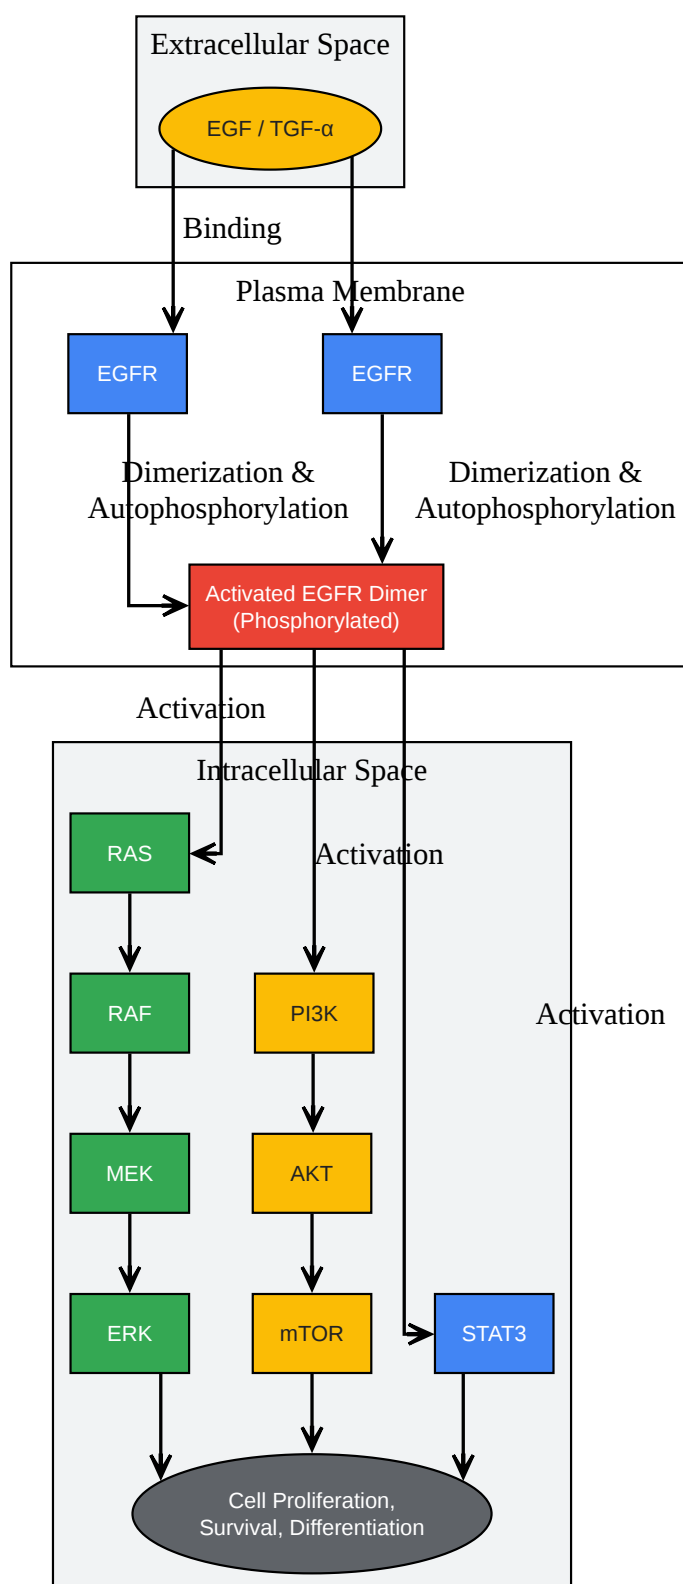 Extracellular Space
EGF / TGF-α
Binding
Plasma Membrane
EGFR
EGFR
Dimerization &
Autophosphorylation
Dimerization &
Autophosphorylation
Activated EGFR Dimer
(Phosphorylated)
Activation
Intracellular Space
RAS
Activation
RAF
PI3K
Activation
MEK
AKT
ERK
mTOR
STAT3
Cell Proliferation,
Survival, Differentiation